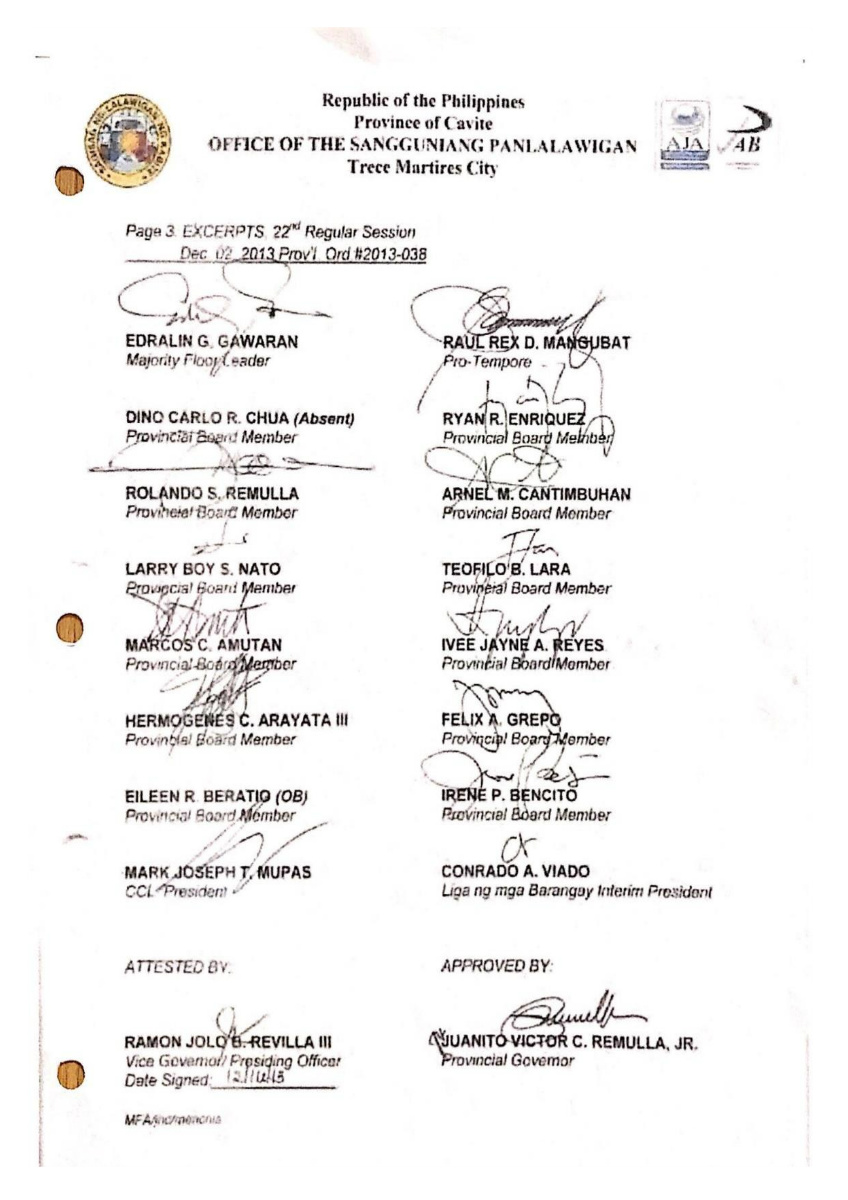 Republic of the Philippines
Province of Cavite
OFFICE OF THE SANGGUNIANG PANLALAWIGAN
Trece Martires City
AJA
AB
Page 3 EXCERPTS 22nd Regular Session
Dec 02 2013 Prov'l Ord #2013-038
EDRALIN G. GAWARAN
Majority Floor Leader
RAUL REX D. MANGUBAT
Pro-Tempore
DINO CARLO R. CHUA (Absent)
Provincial Board Member
RYAN R. ENRIQUEZ
Provincial Board Member
ROLANDO S. REMULLA
Provincial Board Member
ARNEL M. CANTIMBUHAN
Provincial Board Member
LARRY BOY S. NATO
Provincial Board Member
TEOFILO B. LARA
Provincial Board Member
MARCOS C. AMUTAN
Provincial Board Member
IVEE JAYNE A. REYES
Provincial Board Member
HERMOGENES C. ARAYATA III
Provincial Board Member
FELIX A. GREPO
Provincial Board Member
EILEEN R. BERATIO (OB)
Provincial Board Member
IRENE P. BENCITO
Provincial Board Member
MARK JOSEPH T. MUPAS
CCL President
CONRADO A. VIADO
Liga ng mga Barangay Interim President
ATTESTED BY:
APPROVED BY:
RAMON JOLO B. REVILLA III
Vice Governor/ Presiding Officer
Date Signed:
JUANITO VICTOR C. REMULLA, JR.
Provincial Governor